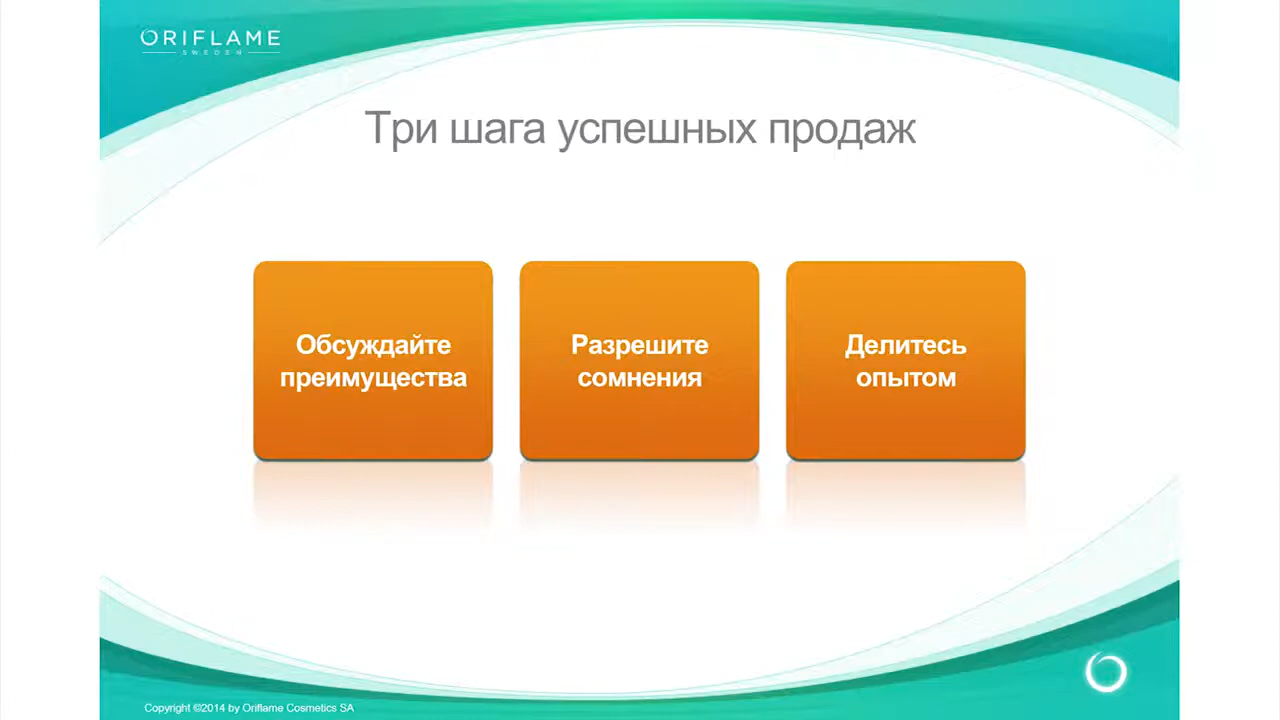 ORIFLAME
SWEDEN
Три шага успешных продаж
Обсуждайте
преимущества
Разрешите
сомнения
Делитесь
опытом
Copyright ©2014 by Oriflame Cosmetics SA